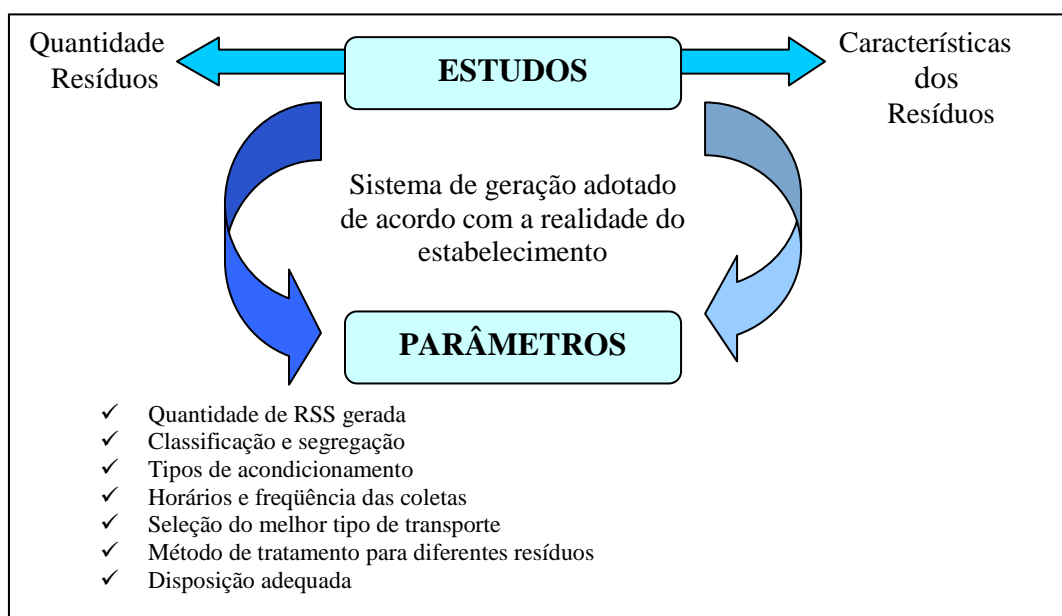 Quantidade
Resíduos
ESTUDOS
Características
dos
Resíduos
Sistema de geração adotado
de acordo com a realidade do
estabelecimento
PARÂMETROS
✓ Quantidade de RSS gerada
✓ Classificação e segregação
✓ Tipos de acondicionamento
✓ Horários e freqüência das coletas
✓ Seleção do melhor tipo de transporte
✓ Método de tratamento para diferentes resíduos
✓ Disposição adequada